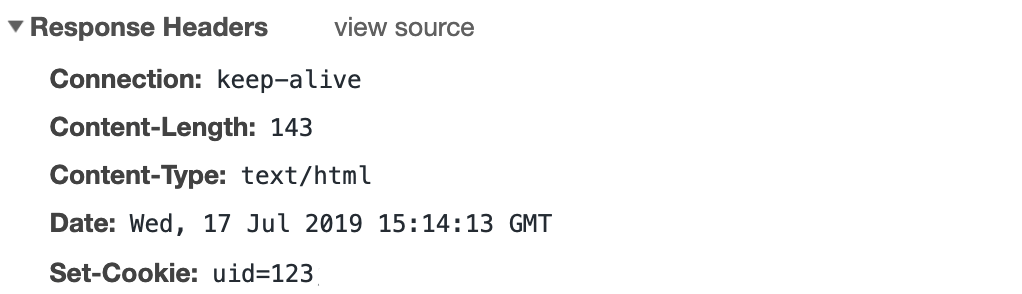 ▼ Response Headers view source
Connection: keep-alive
Content-Length: 143
Content-Type: text/html
Date: Wed, 17 Jul 2019 15:14:13 GMT
Set-Cookie: uid=123